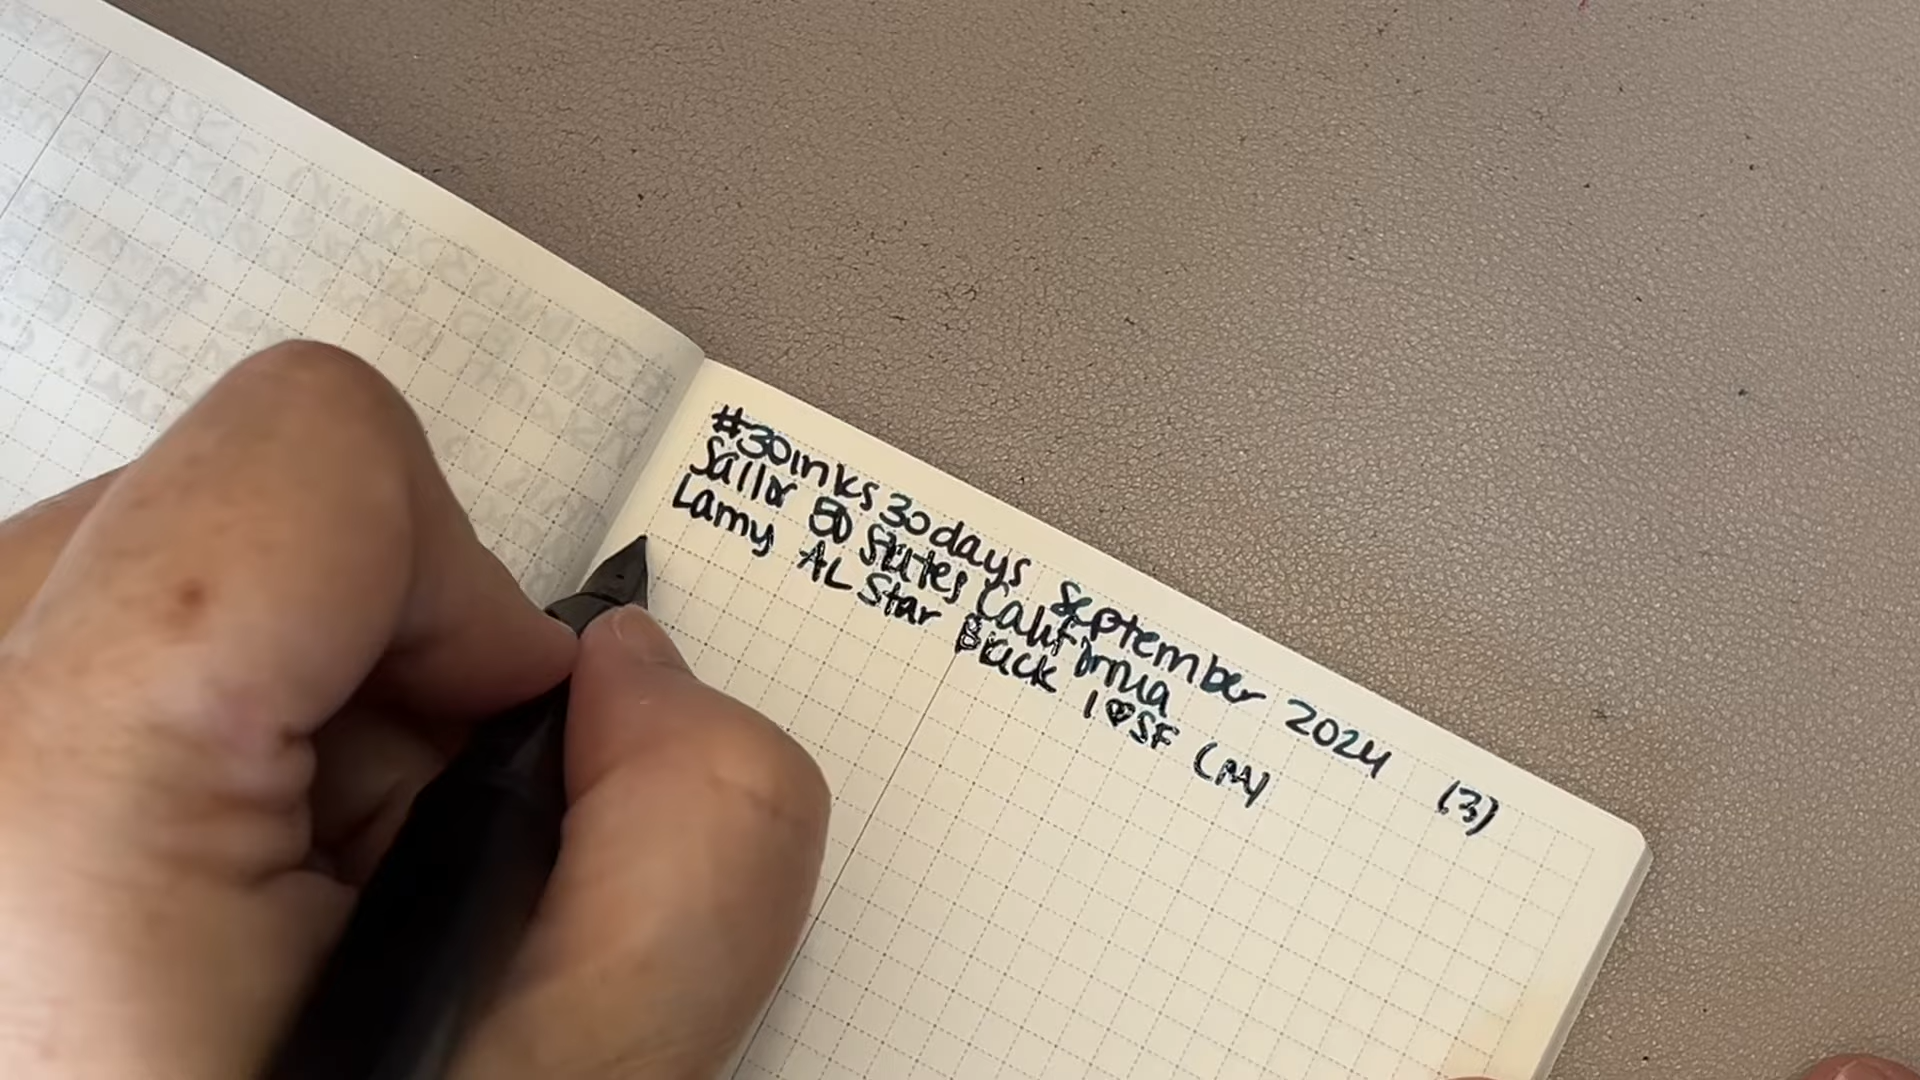 #30inks30days September 2024 (3)
Sailor 50 States California
Lamy AL Star Black I ♥ SF (M)